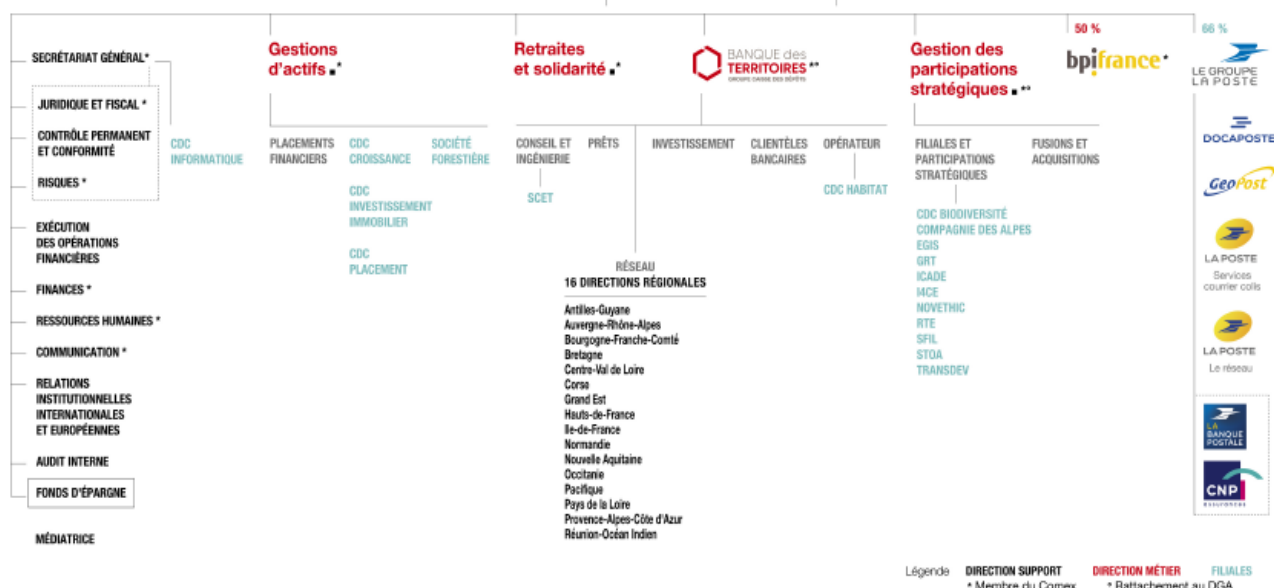 SECRÉTARIAT GÉNÉRAL*
JURIDIQUE ET FISCAL *
CONTRÔLE PERMANENT
ET CONFORMITÉ
RISQUES *
CDC
INFORMATIQUE
EXÉCUTION
DES OPÉRATIONS
FINANCIÈRES
FINANCES *
RESSOURCES HUMAINES *
COMMUNICATION *
RELATIONS
INSTITUTIONNELLES
INTERNATIONALES
ET EUROPÉENNES
AUDIT INTERNE
FONDS D'ÉPARGNE
MÉDIATRICE
Gestions
d'actifs ■*
PLACEMENTS
FINANCIERS
CDC
CROISSANCE
CDC
INVESTISSEMENT
IMMOBILIER
CDC
PLACEMENT
SOCIÉTÉ
FORESTIÈRE
Retraites
et solidarité ■*
BANQUE des
TERRITOIRES **
GROUPE CAISSE DES DÉPÔTS
CONSEIL ET
INGÉNIERIE
SCET
PRÊTS
INVESTISSEMENT
CLIENTÈLES
BANCAIRES
OPÉRATEUR
CDC HABITAT
RÉSEAU
16 DIRECTIONS RÉGIONALES
Antilles-Guyane
Auvergne-Rhône-Alpes
Bourgogne-Franche-Comté
Bretagne
Centre-Val de Loire
Corse
Grand Est
Hauts-de-France
Ile-de-France
Normandie
Nouvelle Aquitaine
Occitanie
Pacifique
Pays de la Loire
Provence-Alpes-Côte d'Azur
Réunion-Océan Indien
Gestion des
participations
stratégiques ■**
FILIALES ET
PARTICIPATIONS
STRATÉGIQUES
CDC BIODIVERSITÉ
COMPAGNIE DES ALPES
EGIS
GRT
ICADE
I4CE
NOVETHIC
RTE
SFIL
STOA
TRANSDEV
FUSIONS ET
ACQUISITIONS
50 %
bpifrance *
66 %
LE GROUPE
LA POSTE
DOCAPOSTE
GeoPost
LA POSTE
Services
courrier colis
LA POSTE
Le réseau
LA
BANQUE
POSTALE
CNP
assurances
Légende DIRECTION SUPPORT DIRECTION MÉTIER FILIALES
* Membre du Comex * Rattachement au DGA